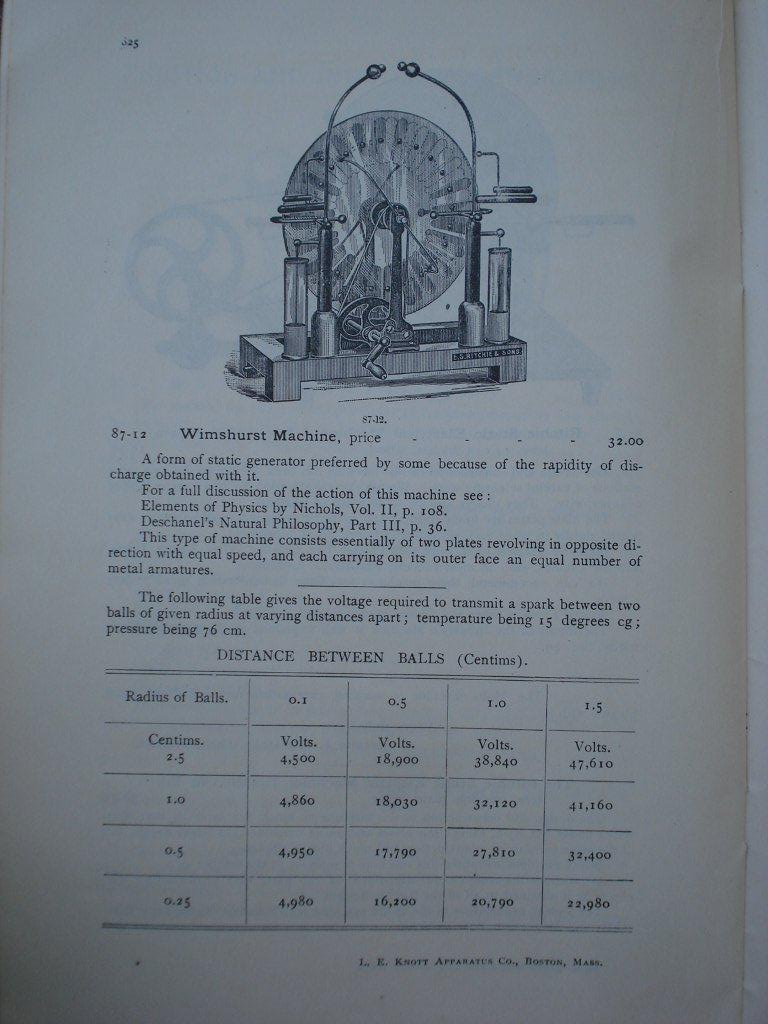 825
E.S. RITCHIE & SONS.
87-12.
87-12 Wimshurst Machine, price - - - - 32.00
A form of static generator preferred by some because of the rapidity of dis-
charge obtained with it.
For a full discussion of the action of this machine see :
Elements of Physics by Nichols, Vol. II, p. 108.
Deschanel's Natural Philosophy, Part III, p. 36.
This type of machine consists essentially of two plates revolving in opposite di-
rection with equal speed, and each carrying on its outer face an equal number of
metal armatures.
The following table gives the voltage required to transmit a spark between two
balls of given radius at varying distances apart ; temperature being 15 degrees cg ;
pressure being 76 cm.
DISTANCE BETWEEN BALLS (Centims).
Radius of Balls. 0.1 0.5 1.0 1.5
Centims. Volts. Volts. Volts. Volts.
2.5 4,500 18,900 38,840 47,610
1.0 4,860 18,030 32,120 41,160
0.5 4,950 17,790 27,810 32,400
0.25 4,980 16,200 20,790 22,980
L. E. KNOTT APPARATUS CO., BOSTON, MASS.